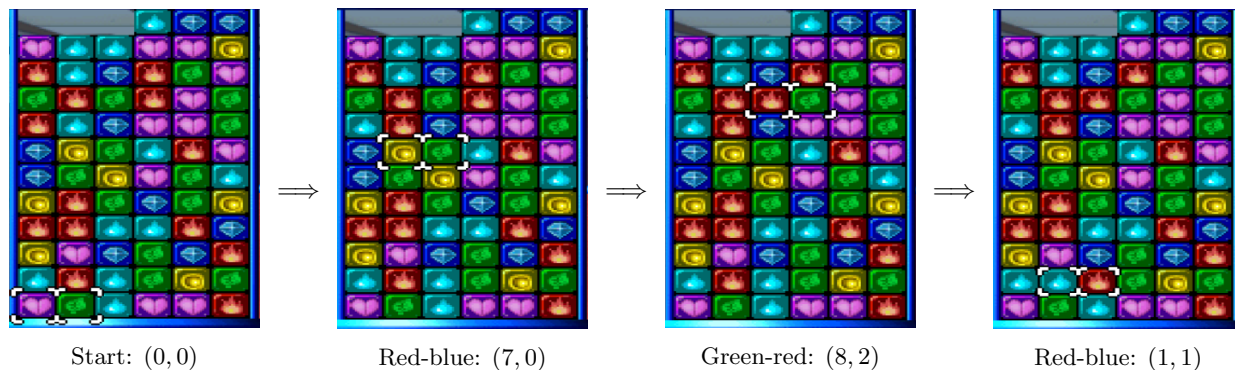 ⟹ ⟹ ⟹
Start: (0, 0) Red-blue: (7, 0) Green-red: (8, 2) Red-blue: (1, 1)